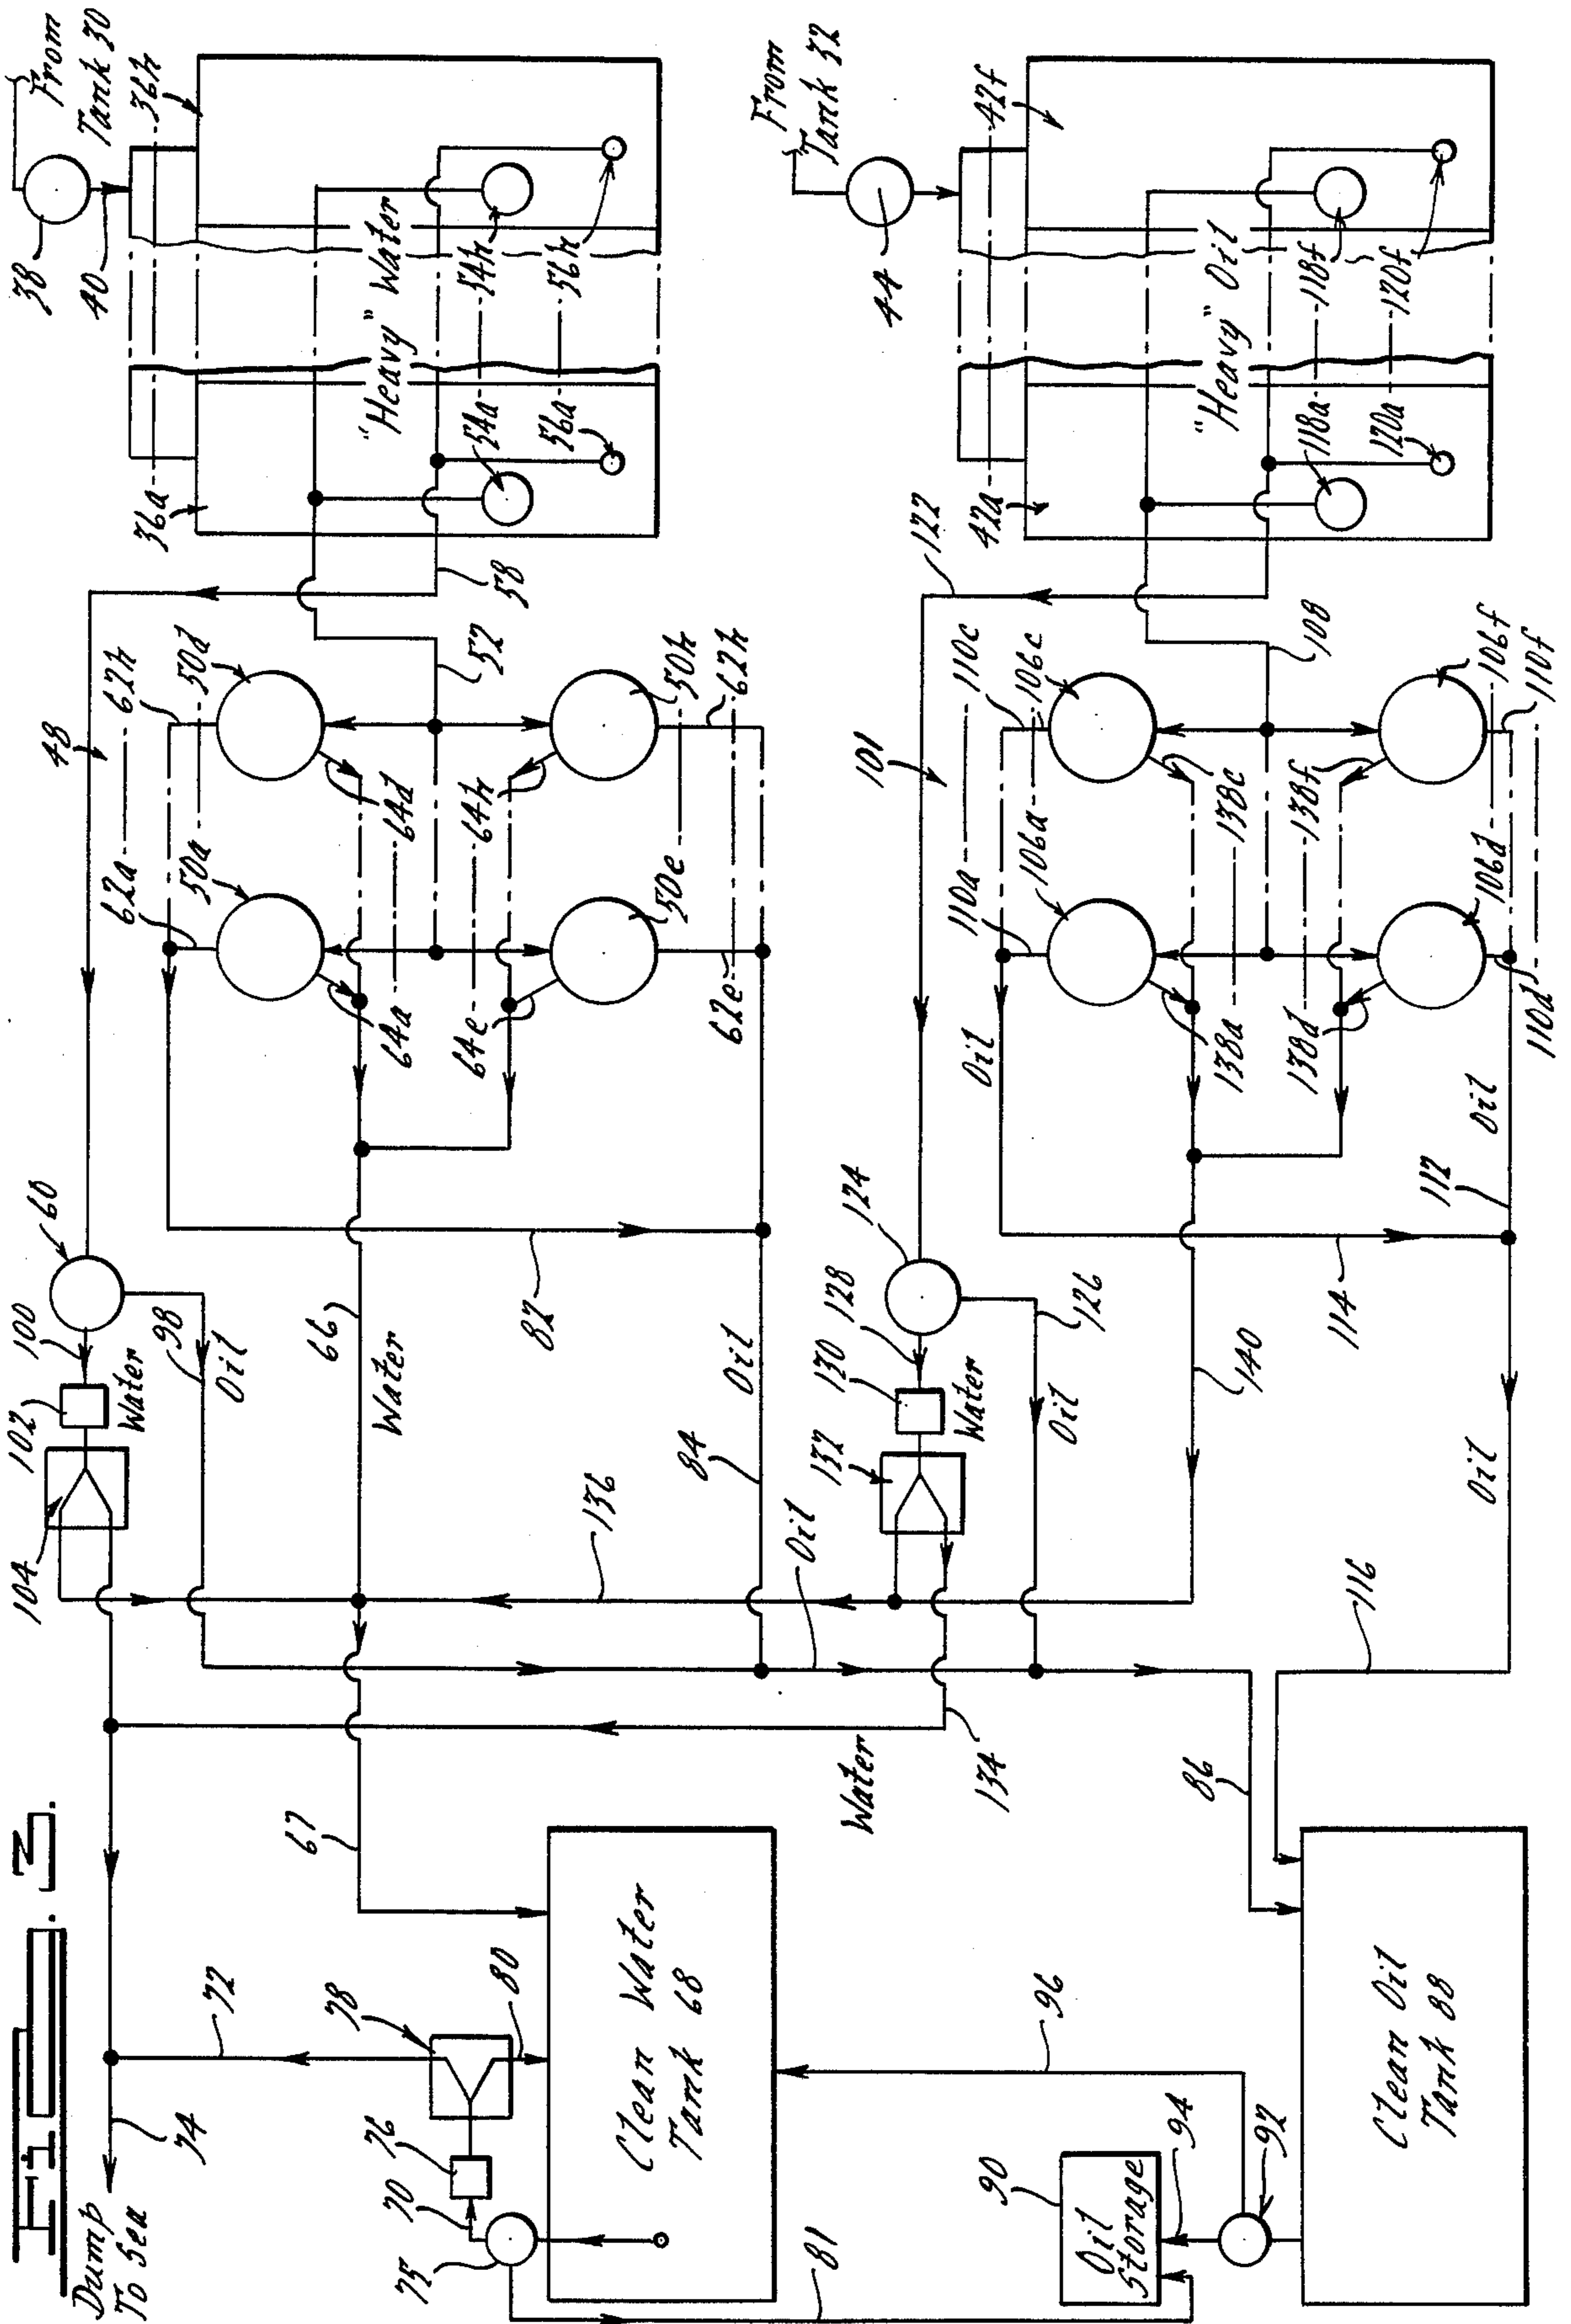 Fig. 3.
Dump
To Sea
74
72
78
80
76
70
75
81
Clean Water
Tank 68
67
96
90
Oil
Storage
94
92
Clean Oil
Tank 88
86
116
Water
134
104
102
100
60
Water
98
Oil
66
Water
82
84
Oil
136
Oil
132
130
128
124
Water
126
Oil
140
114
112
Oil
Oil
Oil
48
62a
62h
50a
50d
64a
64d
64e
64h
50e
50h
62e
62h
52
58
101
110a
110c
106a
106c
138a
138c
138d
138f
106d
106f
110d
110f
108
122
38
From
Tank 30
40
36a
36h
"Heavy" Water
54a
54h
56a
56h
From
Tank 32
44
42a
42f
"Heavy" Oil
118a
118f
120a
120f